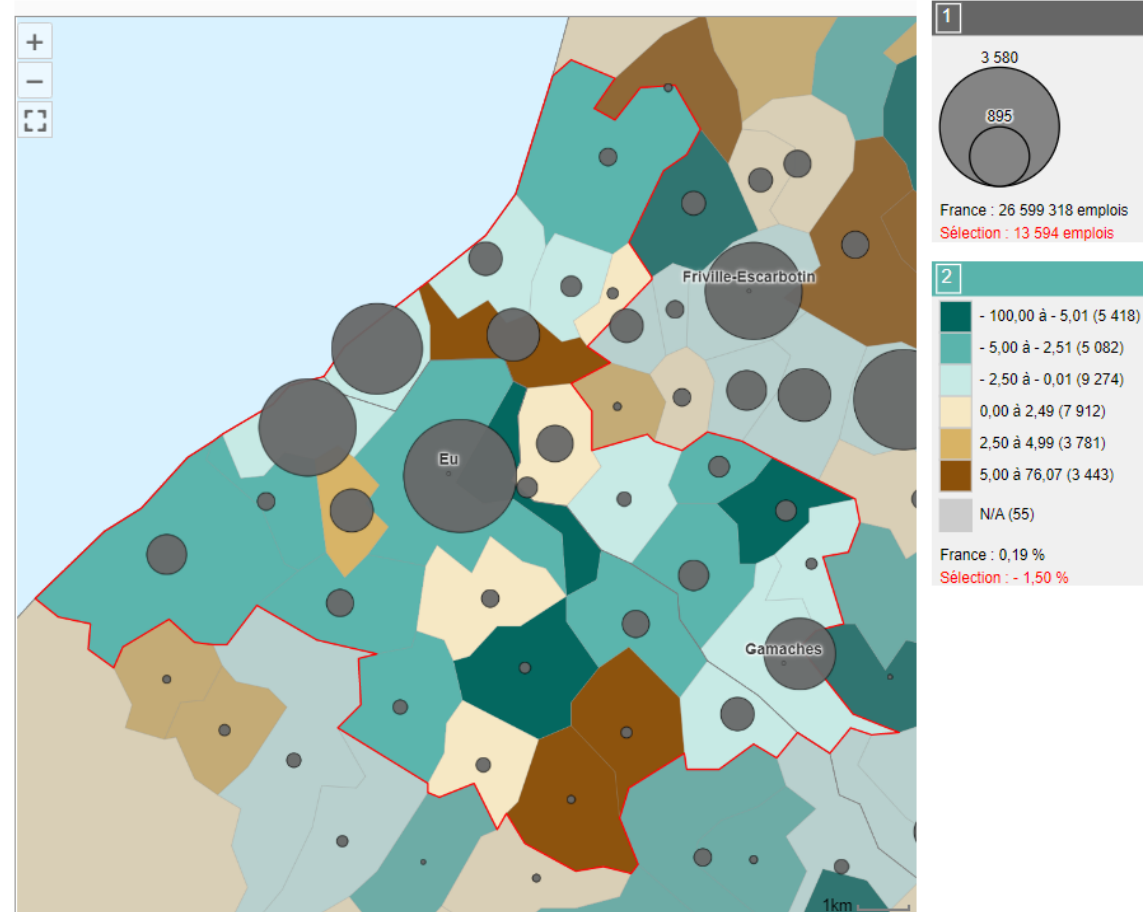 +
−
Friville-Escarbotin
Eu
Gamaches
1km
1
3 580
895
France : 26 599 318 emplois
Sélection : 13 594 emplois
2
- 100,00 à - 5,01 (5 418)
- 5,00 à - 2,51 (5 082)
- 2,50 à - 0,01 (9 274)
0,00 à 2,49 (7 912)
2,50 à 4,99 (3 781)
5,00 à 76,07 (3 443)
N/A (55)
France : 0,19 %
Sélection : - 1,50 %